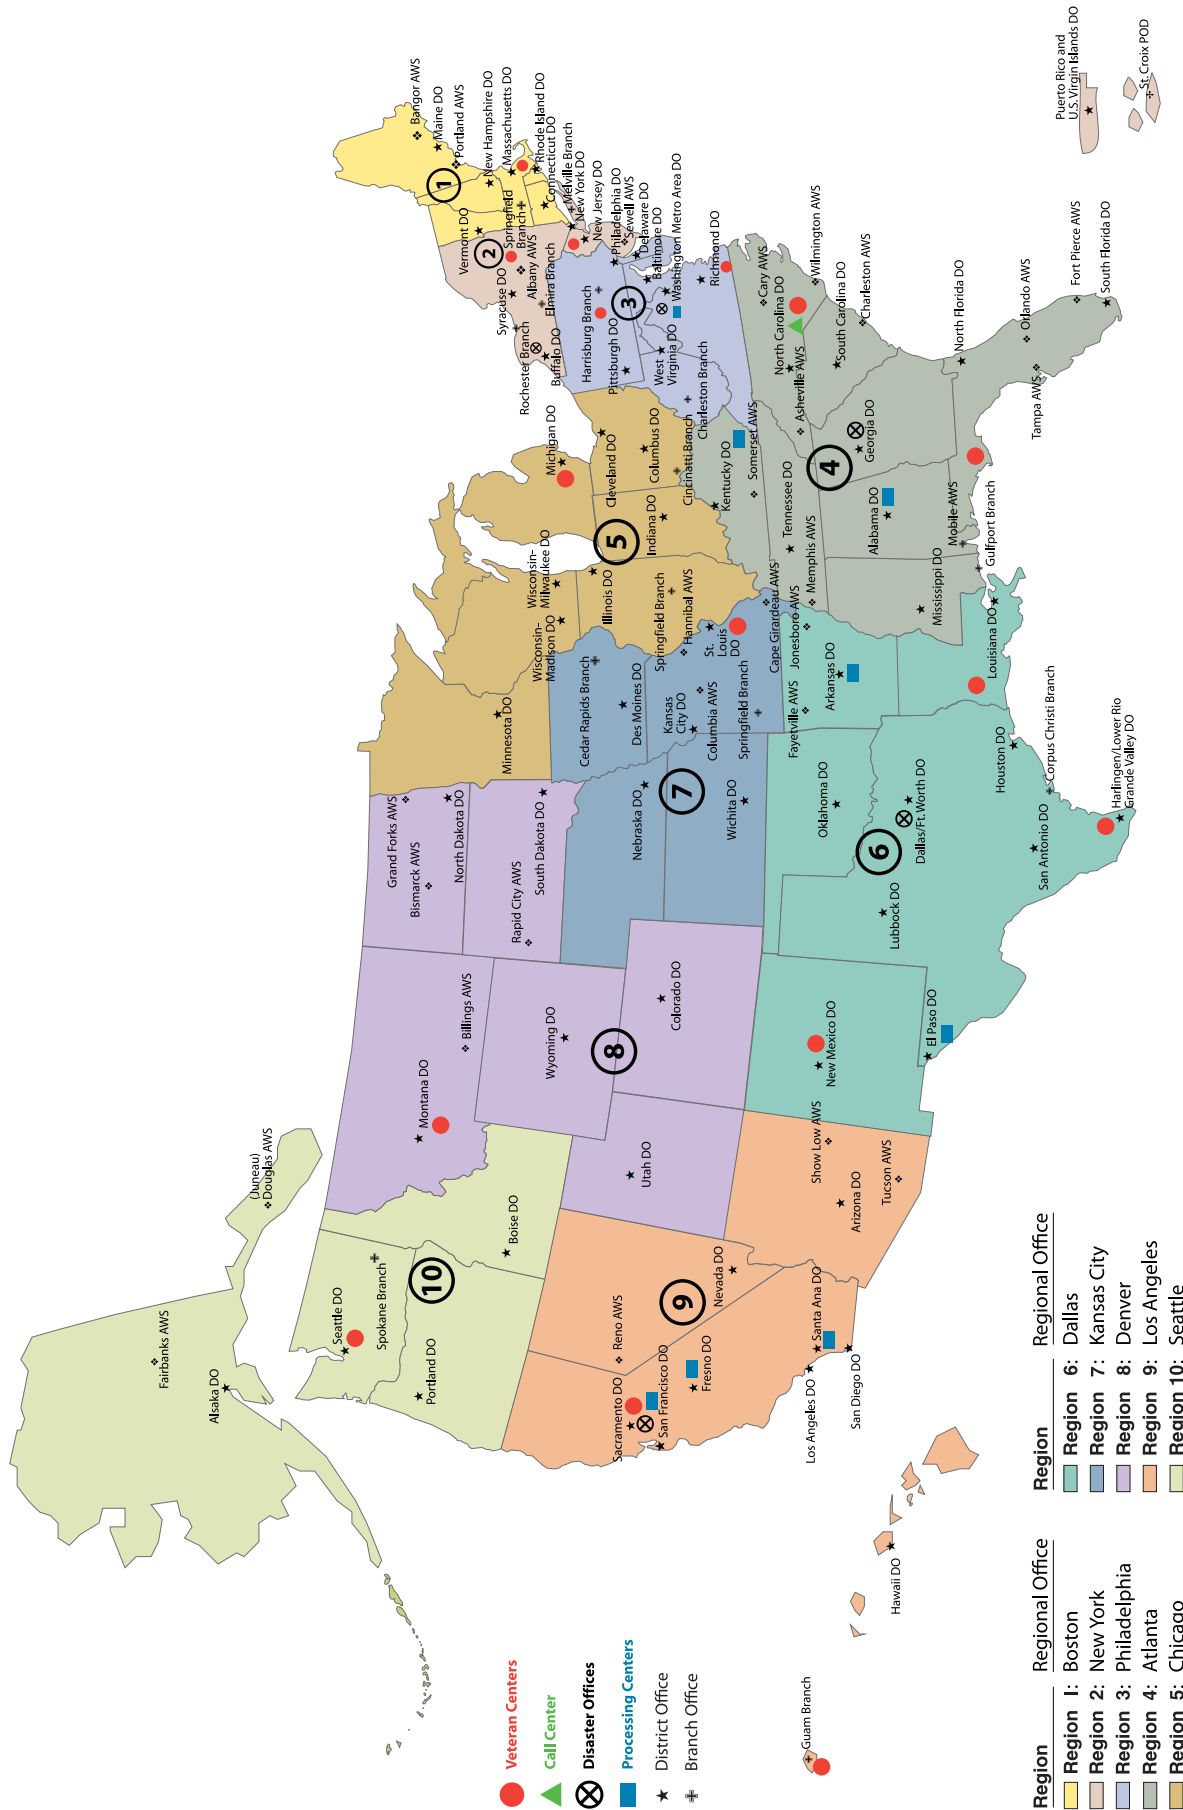 Fairbanks AWS
Alsaka DO
(Juneau)
Douglas AWS
Seattle DO
Spokane Branch
Portland DO
Boise DO
10
Montana DO
Billings AWS
Wyoming DO
8
Colorado DO
Utah DO
Grand Forks AWS
Bismarck AWS
North Dakota DO
Rapid City AWS
South Dakota DO
Reno AWS
Sacramento DO
San Francisco DO
Fresno DO
9
Nevada DO
Los Angeles DO
Santa Ana DO
San Diego DO
Show Low AWS
Arizona DO
Tucson AWS
Hawaii DO
Guam Branch
Nebraska DO
7
Wichita DO
Cedar Rapids Branch
Des Moines DO
Kansas
City DO
Columbia AWS
Springfield Branch
Hannibal AWS
St.
Louis
DO
Cape Girardeau AWS
New Mexico DO
El Paso DO
Lubbock DO
6
Oklahoma DO
Dallas/Ft. Worth DO
San Antonio DO
Houston DO
Corpus Christi Branch
Harlingen/Lower Rio
Grande Valley DO
Fayetville AWS
Jonesboro AWS
Arkansas DO
Louisiana DO
Minnesota DO
Wisconsin-
Madison DO
Wisconsin-
Milwaukee DO
Illinois DO
Springfield Branch
5
Indiana DO
Michigan DO
Cleveland DO
Columbus DO
Cincinatti Branch
Kentucky DO
Somerset AWS
Tennessee DO
Memphis AWS
4
Mississippi DO
Alabama DO
Mobile AWS
Gulfport Branch
Georgia DO
Asheville AWS
North Carolina DO
Cary AWS
Wilmington AWS
South Carolina DO
Charleston AWS
North Florida DO
Orlando AWS
Tampa AWS
Fort Pierce AWS
South Florida DO
Puerto Rico and
U.S. Virgin Islands DO
St. Croix POD
Pittsburgh DO
Harrisburg Branch
3
West
Virginia DO
Charleston Branch
Richmond DO
Washington Metro Area DO
Baltimore DO
Delaware DO
Sewell AWS
Philadelphia DO
New Jersey DO
New York DO
Melville Branch
Rochester Branch
Buffalo DO
Syracuse DO
Elmira Branch
Albany AWS
2
Springfield
Branch
Vermont DO
1
Bangor AWS
Maine DO
Portland AWS
New Hampshire DO
Massachusetts DO
Rhode Island DO
Connecticut DO
Veteran Centers
Call Center
Disaster Offices
Processing Centers
District Office
Branch Office
Region Regional Office
Region I: Boston
Region 2: New York
Region 3: Philadelphia
Region 4: Atlanta
Region 5: Chicago
Region Regional Office
Region 6: Dallas
Region 7: Kansas City
Region 8: Denver
Region 9: Los Angeles
Region 10: Seattle